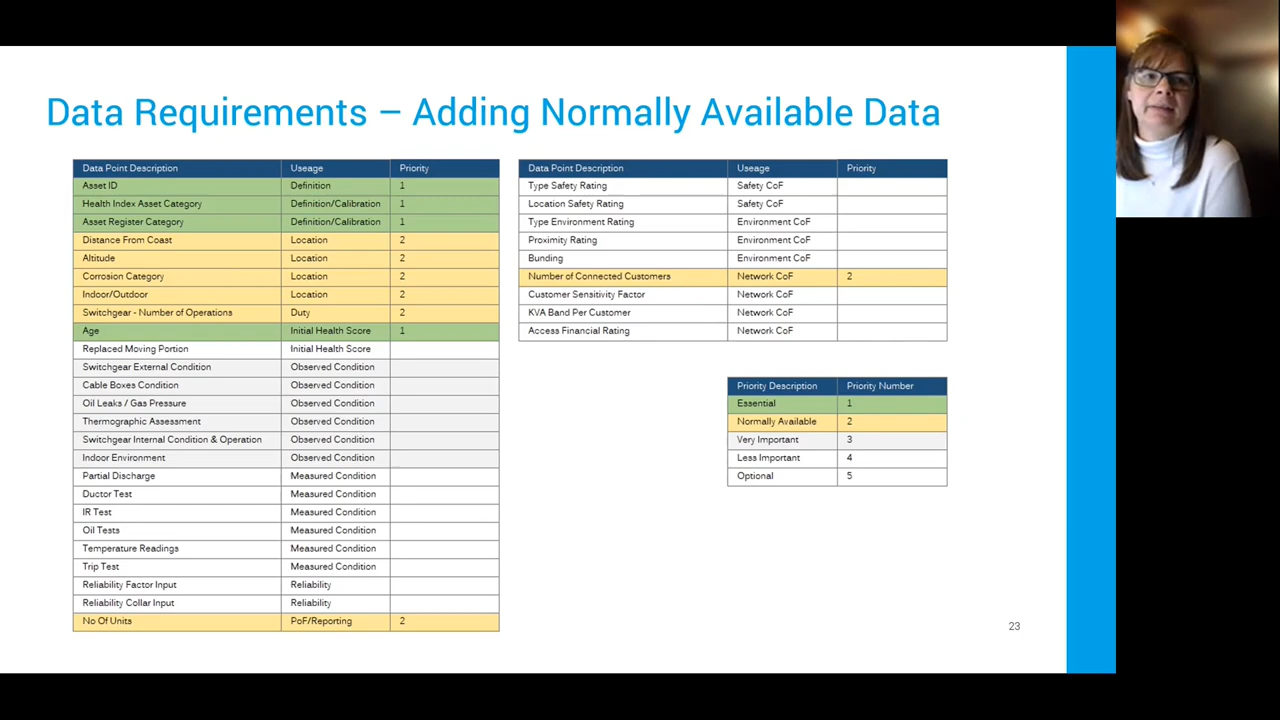 Data Requirements – Adding Normally Available Data
Data Point Description Useage Priority
Asset ID Definition 1
Health Index Asset Category Definition/Calibration 1
Asset Register Category Definition/Calibration 1
Distance From Coast Location 2
Altitude Location 2
Corrosion Category Location 2
Indoor/Outdoor Location 2
Switchgear - Number of Operations Duty 2
Age Initial Health Score 1
Replaced Moving Portion Initial Health Score
Switchgear External Condition Observed Condition
Cable Boxes Condition Observed Condition
Oil Leaks / Gas Pressure Observed Condition
Thermographic Assessment Observed Condition
Switchgear Internal Condition & Operation Observed Condition
Indoor Environment Observed Condition
Partial Discharge Measured Condition
Ductor Test Measured Condition
IR Test Measured Condition
Oil Tests Measured Condition
Temperature Readings Measured Condition
Trip Test Measured Condition
Reliability Factor Input Reliability
Reliability Collar Input Reliability
No Of Units PoF/Reporting 2
Data Point Description Useage Priority
Type Safety Rating Safety CoF
Location Safety Rating Safety CoF
Type Environment Rating Environment CoF
Proximity Rating Environment CoF
Bunding Environment CoF
Number of Connected Customers Network CoF 2
Customer Sensitivity Factor Network CoF
KVA Band Per Customer Network CoF
Access Financial Rating Network CoF
Priority Description Priority Number
Essential 1
Normally Available 2
Very Important 3
Less Important 4
Optional 5
23